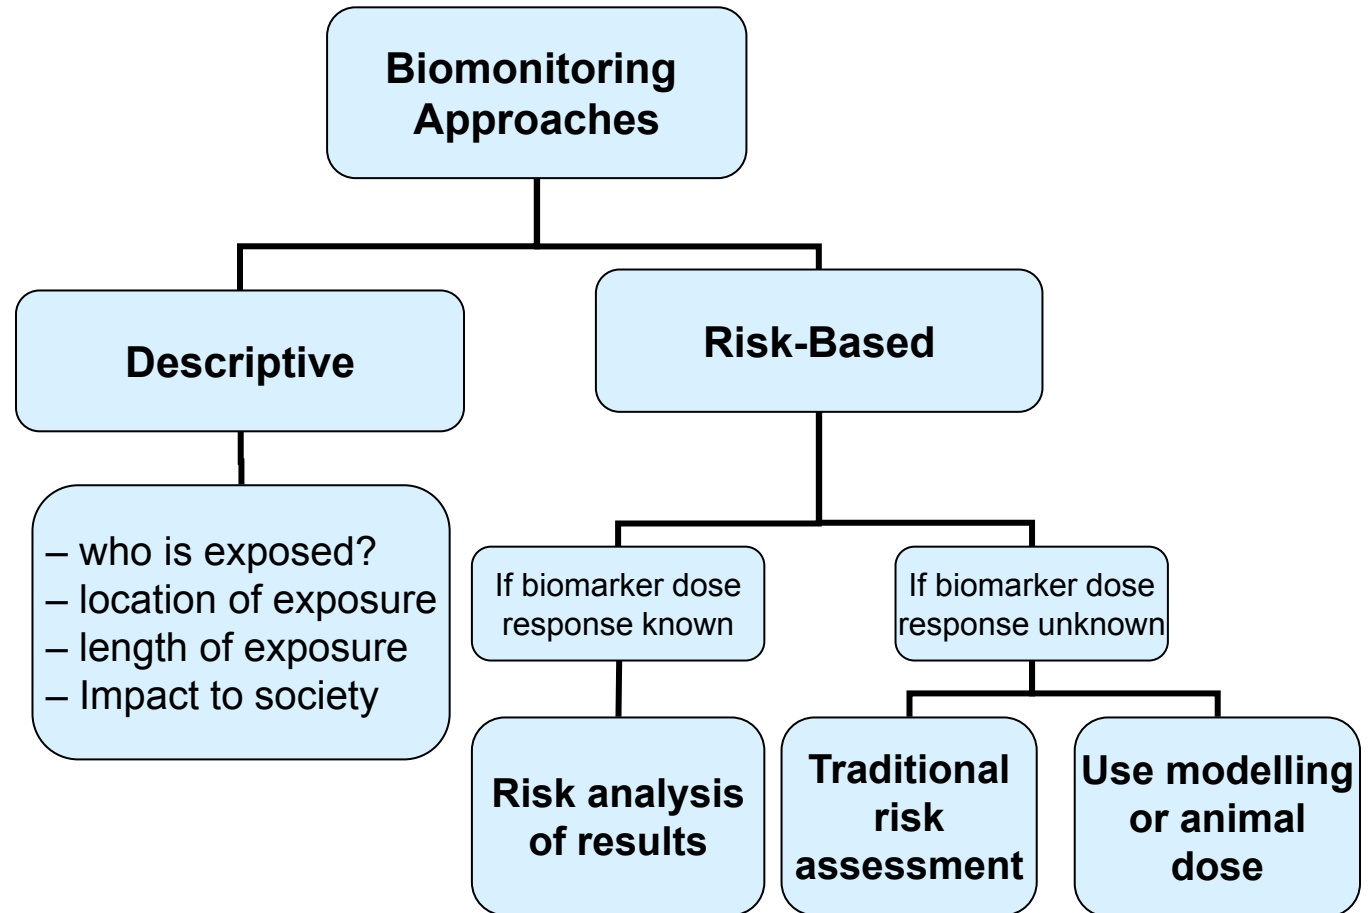 Biomonitoring
Approaches
Descriptive
Risk-Based
– who is exposed?
– location of exposure
– length of exposure
– Impact to society
If biomarker dose
response known
If biomarker dose
response unknown
Risk analysis
of results
Traditional
risk
assessment
Use modelling
or animal
dose